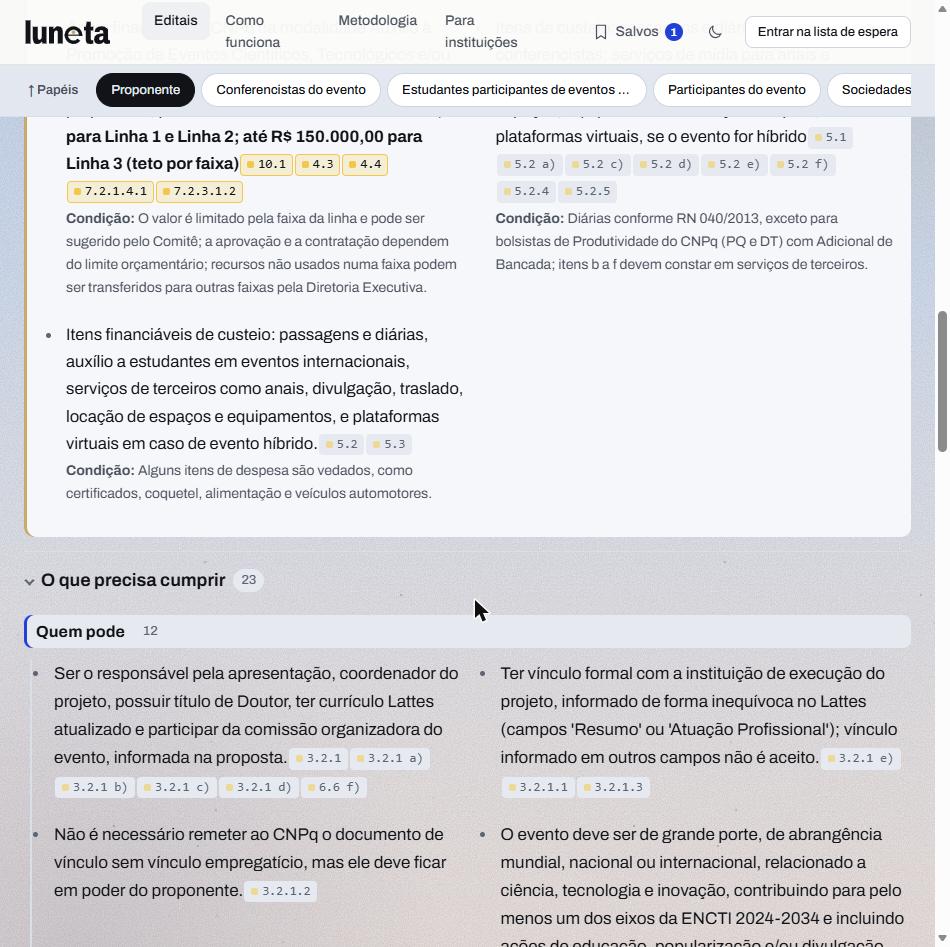 luneta
Editais
Como funciona
Metodologia
Para instituições
Salvos 1
Entrar na lista de espera
↑ Papéis
Proponente
Conferencistas do evento
Estudantes participantes de eventos ...
Participantes do evento
Sociedades
para Linha 1 e Linha 2; até R$ 150.000,00 para
Linha 3 (teto por faixa) 10.1 4.3 4.4
7.2.1.4.1 7.2.3.1.2
Condição: O valor é limitado pela faixa da linha e pode ser
sugerido pelo Comitê; a aprovação e a contratação dependem
do limite orçamentário; recursos não usados numa faixa podem
ser transferidos para outras faixas pela Diretoria Executiva.
plataformas virtuais, se o evento for híbrido 5.1
5.2 a) 5.2 c) 5.2 d) 5.2 e) 5.2 f)
5.2.4 5.2.5
Condição: Diárias conforme RN 040/2013, exceto para
bolsistas de Produtividade do CNPq (PQ e DT) com Adicional de
Bancada; itens b a f devem constar em serviços de terceiros.
Itens financiáveis de custeio: passagens e diárias,
auxílio a estudantes em eventos internacionais,
serviços de terceiros como anais, divulgação, traslado,
locação de espaços e equipamentos, e plataformas
virtuais em caso de evento híbrido. 5.2 5.3
Condição: Alguns itens de despesa são vedados, como
certificados, coquetel, alimentação e veículos automotores.
O que precisa cumprir 23
Quem pode 12
Ser o responsável pela apresentação, coordenador do
projeto, possuir título de Doutor, ter currículo Lattes
atualizado e participar da comissão organizadora do
evento, informada na proposta. 3.2.1 3.2.1 a)
3.2.1 b) 3.2.1 c) 3.2.1 d) 6.6 f)
Ter vínculo formal com a instituição de execução do
projeto, informado de forma inequívoca no Lattes
(campos 'Resumo' ou 'Atuação Profissional'); vínculo
informado em outros campos não é aceito. 3.2.1 e)
3.2.1.1 3.2.1.3
Não é necessário remeter ao CNPq o documento de
vínculo sem vínculo empregatício, mas ele deve ficar
em poder do proponente. 3.2.1.2
O evento deve ser de grande porte, de abrangência
mundial, nacional ou internacional, relacionado a
ciência, tecnologia e inovação, contribuindo para pelo
menos um dos eixos da ENCTI 2024-2034 e incluindo
ações de educação, popularização e/ou divulgação